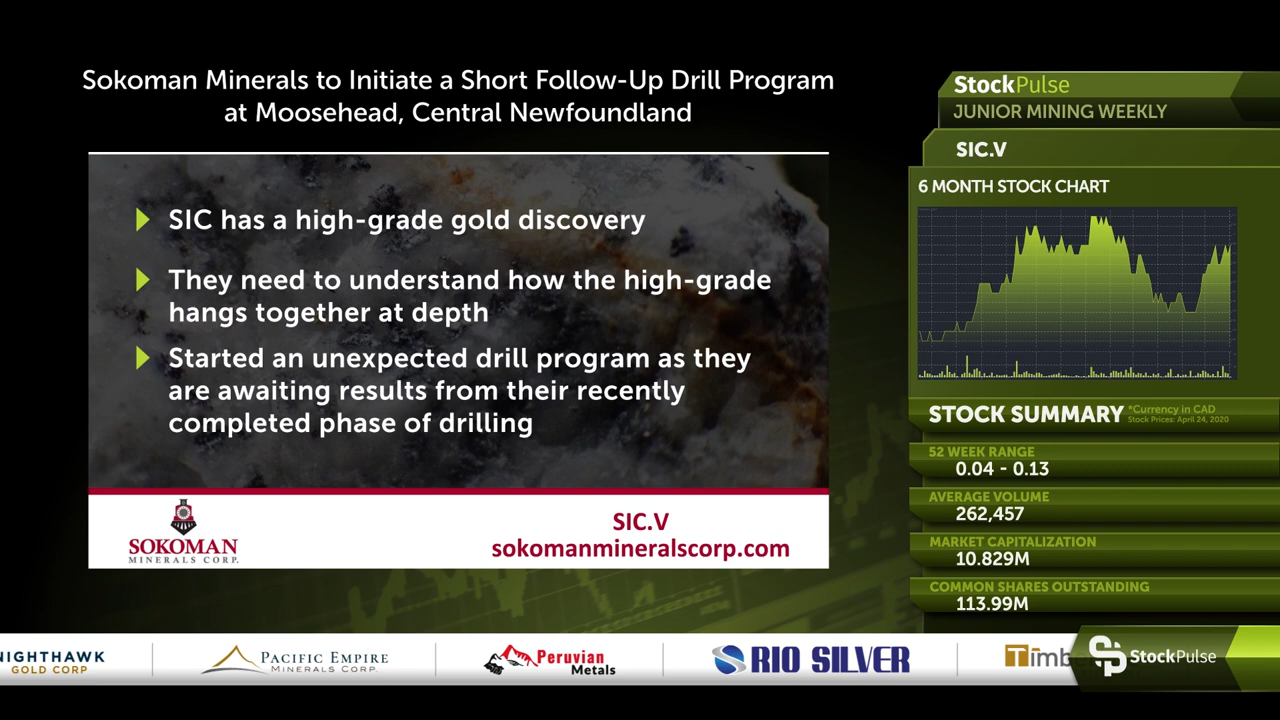 Sokoman Minerals to Initiate a Short Follow-Up Drill Program
at Moosehead, Central Newfoundland
SIC has a high-grade gold discovery
They need to understand how the high-grade
hangs together at depth
Started an unexpected drill program as they
are awaiting results from their recently
completed phase of drilling
SOKOMAN
MINERALS CORP.
SIC.V
sokomanmineralscorp.com
StockPulse
JUNIOR MINING WEEKLY
SIC.V
6 MONTH STOCK CHART
STOCK SUMMARY
*Currency in CAD
Stock Prices: April 24, 2020
52 WEEK RANGE
0.04 - 0.13
AVERAGE VOLUME
262,457
MARKET CAPITALIZATION
10.829M
COMMON SHARES OUTSTANDING
113.99M
NIGHTHAWK
GOLD CORP
PACIFIC EMPIRE
MINERALS CORP.
Peruvian
Metals
RIO SILVER
StockPulse